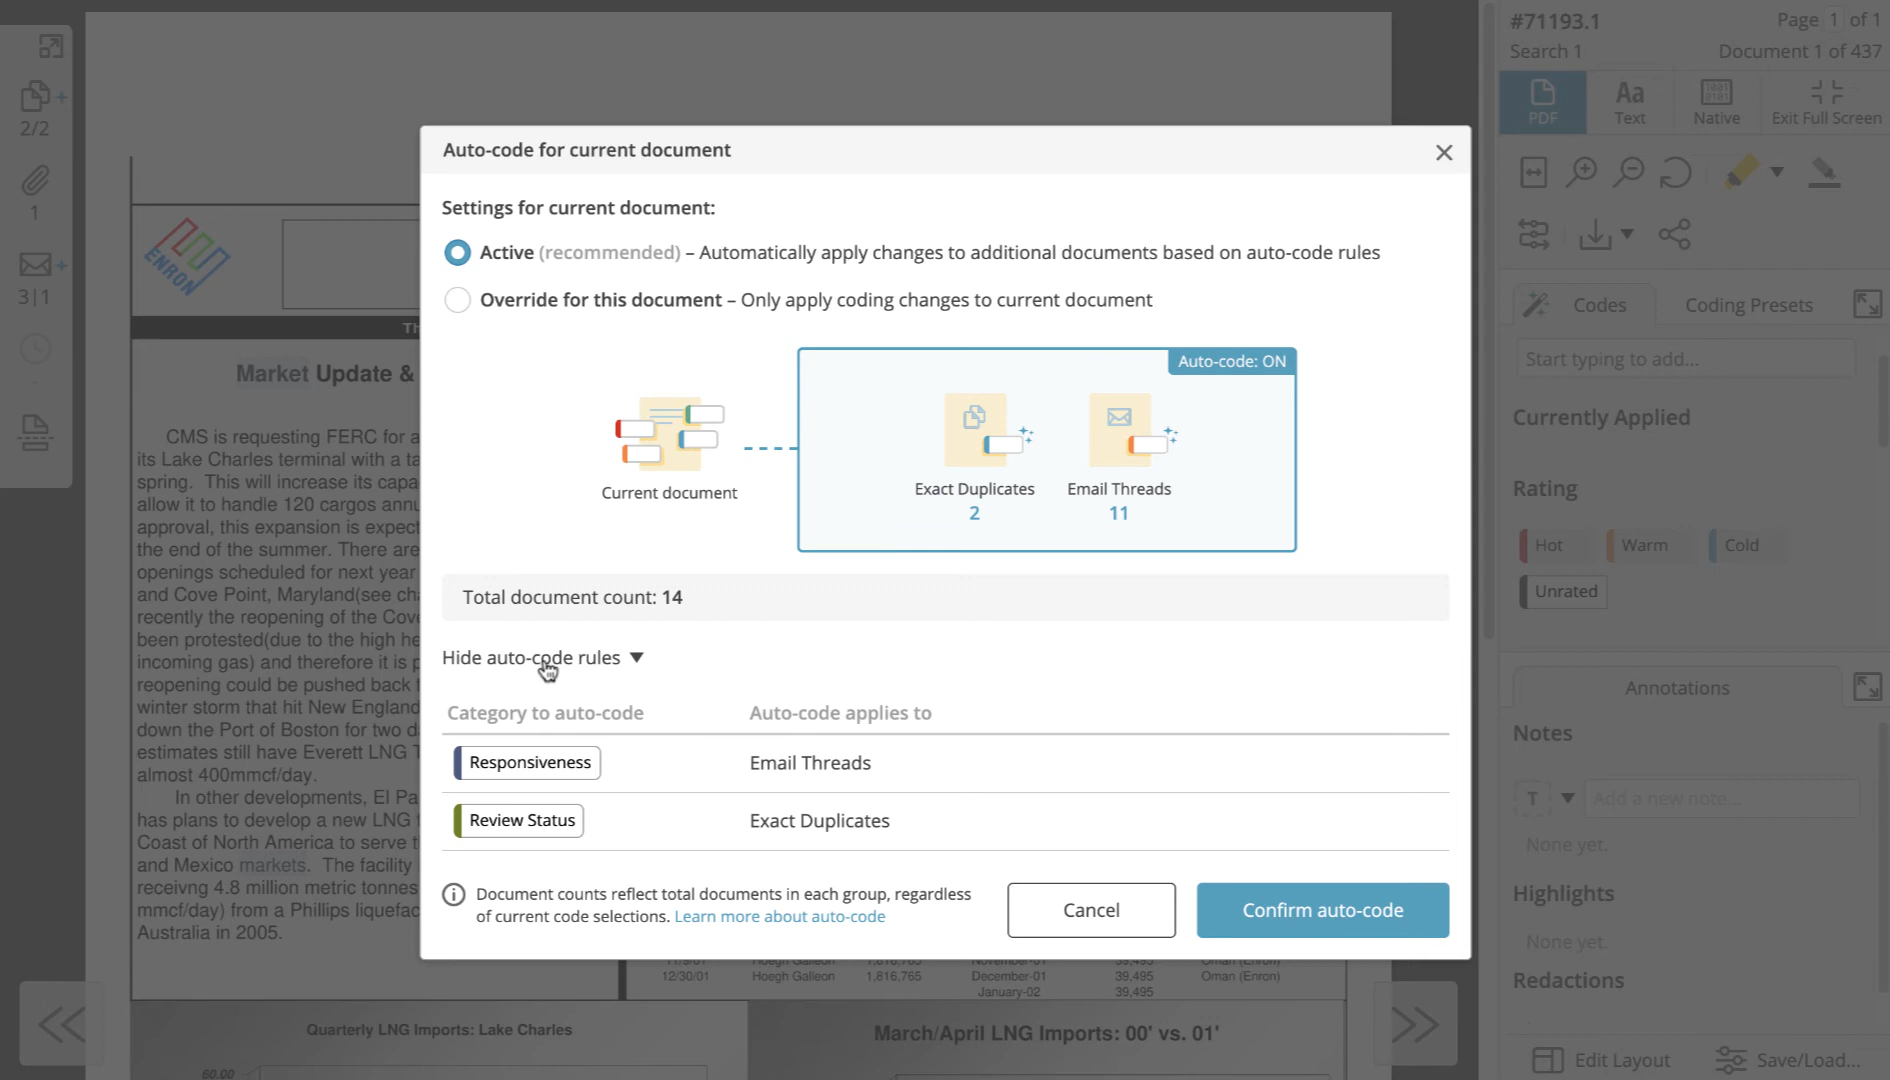 #71193.1
Page 1 of 1
Search 1
Document 1 of 437
PDF
Aa
Text
Native
Exit Full Screen
2/2
1
3|1
ENRON
Market Update &
CMS is requesting FERC for a
its Lake Charles terminal with a
spring. This will increase its
allow it to handle 120 cargos
approval, this expansion is
the end of the summer. There are
openings scheduled for next year
and Cove Point, Maryland(see
recently the reopening of the
been protested(due to the high
incoming gas) and therefore it is
reopening could be pushed back
winter storm that hit New England
down the Port of Boston for two
estimates still have Everett LNG
almost 400mmcf/day.
In other developments, El
has plans to develop a new LNG
Coast of North America to serve
and Mexico markets. The facility
receivng 4.8 million metric tonnes
mmcf/day) from a Phillips
Australia in 2005.
Auto-code for current document
Settings for current document:
Active (recommended) – Automatically apply changes to additional documents based on auto-code rules
Override for this document – Only apply coding changes to current document
Auto-code: ON
Current document
Exact Duplicates
2
Email Threads
11
Total document count: 14
Hide auto-code rules
Category to auto-code
Auto-code applies to
Responsiveness
Email Threads
Review Status
Exact Duplicates
Document counts reflect total documents in each group, regardless
of current code selections. Learn more about auto-code
Cancel
Confirm auto-code
12/30/01 Hoegh Galleon 1,816,765 December-01 39,495 Oman (Enron)
January-02 39,495
Quarterly LNG Imports: Lake Charles
March/April LNG Imports: 00' vs. 01'
60.00
Codes
Coding Presets
Start typing to add...
Currently Applied
Rating
Hot
Warm
Cold
Unrated
Annotations
Notes
T
Add a new note...
None yet.
Highlights
None yet.
Redactions
Edit Layout
Save/Load...